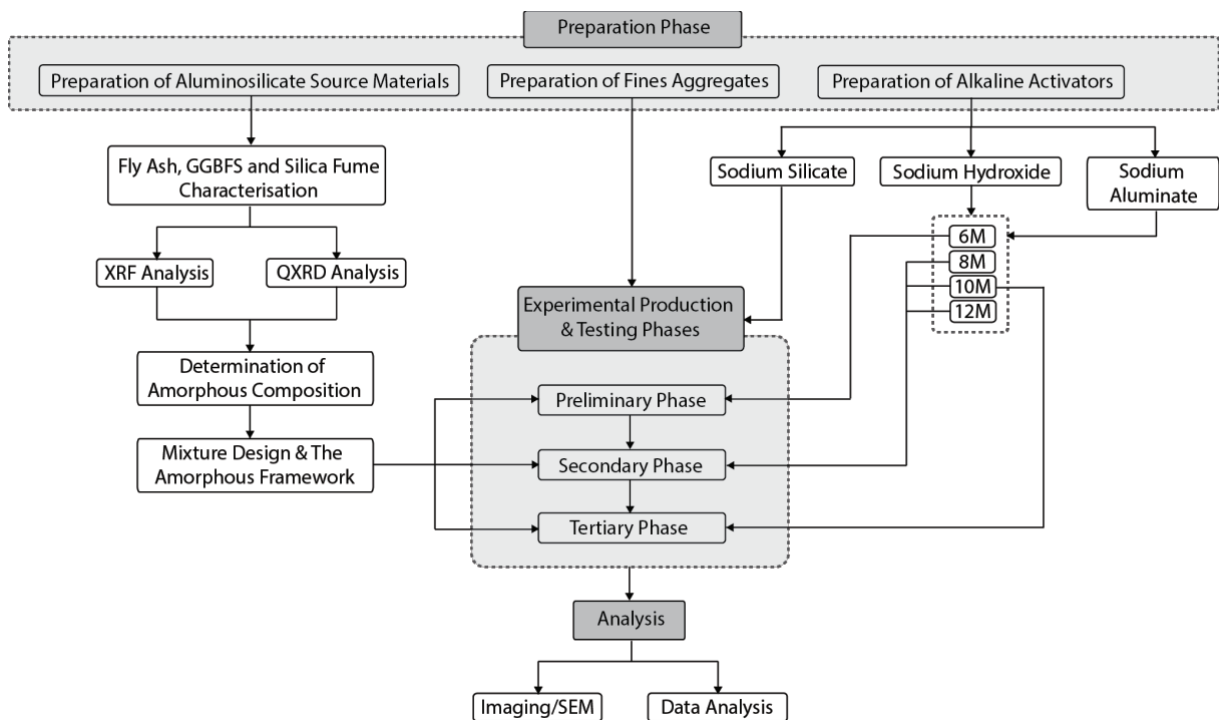 Preparation Phase
Preparation of Aluminosilicate Source Materials
Preparation of Fines Aggregates
Preparation of Alkaline Activators
Fly Ash, GGBFS and Silica Fume
Characterisation
Sodium Silicate
Sodium Hydroxide
Sodium
Aluminate
6M
8M
10M
12M
XRF Analysis
QXRD Analysis
Experimental Production
& Testing Phases
Determination of
Amorphous Composition
Preliminary Phase
Mixture Design & The
Amorphous Framework
Secondary Phase
Tertiary Phase
Analysis
Imaging/SEM
Data Analysis